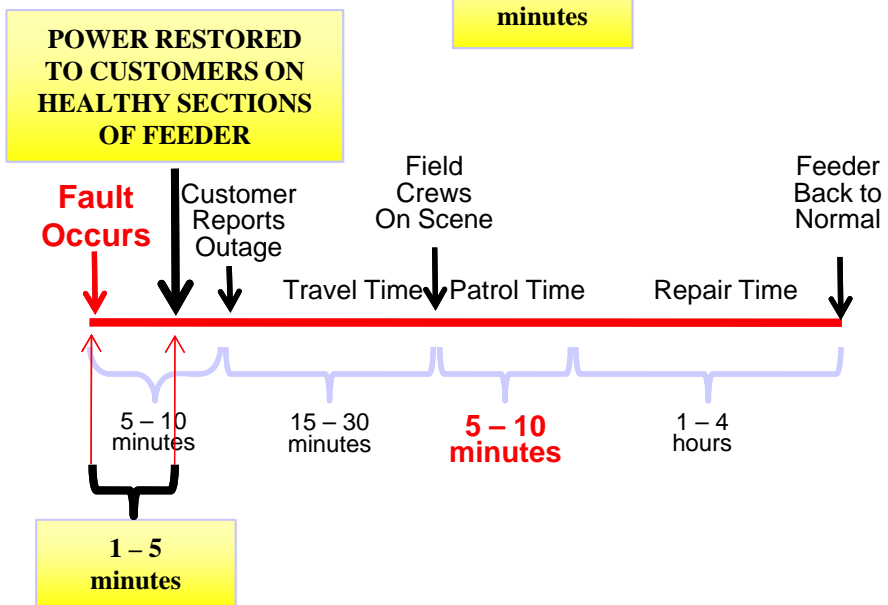 minutes
POWER RESTORED
TO CUSTOMERS ON
HEALTHY SECTIONS
OF FEEDER
Fault
Occurs
Customer
Reports
Outage
Field
Crews
On Scene
Feeder
Back to
Normal
Travel Time
Patrol Time
Repair Time
5 – 10
minutes
15 – 30
minutes
5 – 10
minutes
1 – 4
hours
1 – 5
minutes